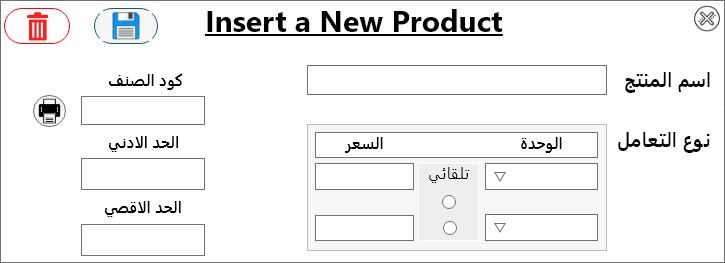 Insert a New Product
اسم المنتج
كود الصنف
نوع التعامل
الوحدة
السعر
تلقائي
الحد الادني
الحد الاقصي